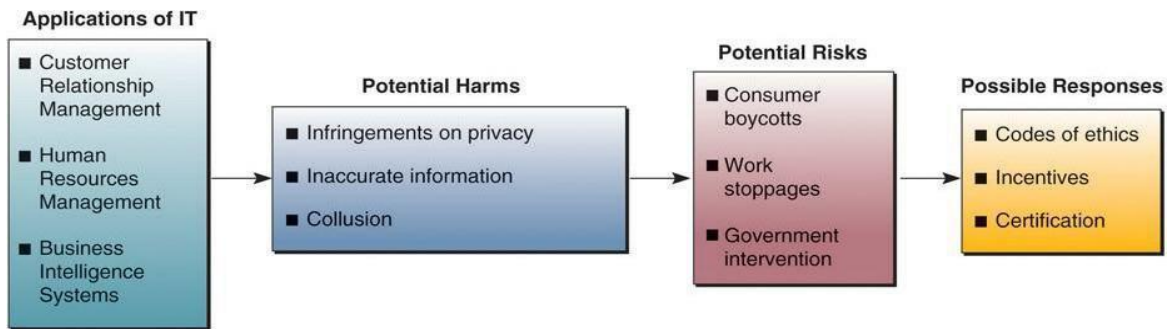 Applications of IT
■ Customer
Relationship
Management
■ Human
Resources
Management
■ Business
Intelligence
Systems
Potential Harms
■ Infringements on privacy
■ Inaccurate information
■ Collusion
Potential Risks
■ Consumer
boycotts
■ Work
stoppages
■ Government
intervention
Possible Responses
■ Codes of ethics
■ Incentives
■ Certification